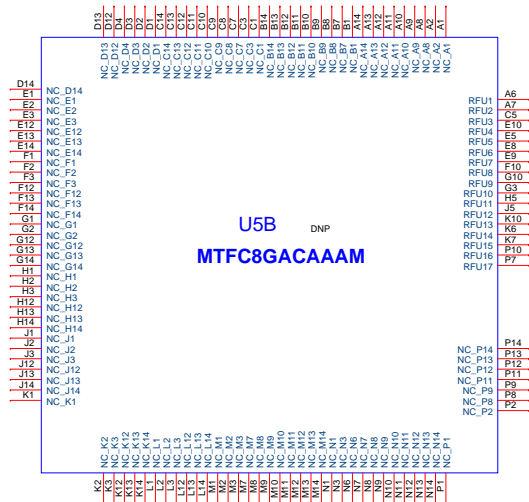 D13
D12
D4
D3
D2
D1
C14
C13
C12
C11
C10
C9
C8
C7
C3
C1
B14
B13
B12
B11
B10
B9
B8
B7
B1
A14
A13
A12
A11
A10
A9
A8
A2
A1
NC_D13
NC_D12
NC_D4
NC_D3
NC_D2
NC_D1
NC_C14
NC_C13
NC_C12
NC_C11
NC_C10
NC_C9
NC_C8
NC_C7
NC_C3
NC_C1
NC_B14
NC_B13
NC_B12
NC_B11
NC_B10
NC_B9
NC_B8
NC_B7
NC_B1
NC_A14
NC_A13
NC_A12
NC_A11
NC_A10
NC_A9
NC_A8
NC_A2
NC_A1
D14 NC_D14
E1 NC_E1
E2 NC_E2
E3 NC_E3
E12 NC_E12
E13 NC_E13
E14 NC_E14
F1 NC_F1
F2 NC_F2
F3 NC_F3
F12 NC_F12
F13 NC_F13
F14 NC_F14
G1 NC_G1
G2 NC_G2
G12 NC_G12
G13 NC_G13
G14 NC_G14
H1 NC_H1
H2 NC_H2
H3 NC_H3
H12 NC_H12
H13 NC_H13
H14 NC_H14
J1 NC_J1
J2 NC_J2
J3 NC_J3
J12 NC_J12
J13 NC_J13
J14 NC_J14
K1 NC_K1
U5B DNP
MTFC8GACAAAM
RFU1 A6
RFU2 A7
RFU3 C5
RFU4 E10
RFU5 E5
RFU6 E8
RFU7 E9
RFU8 F10
RFU9 G10
RFU10 G3
RFU11 H5
RFU12 J5
RFU13 K10
RFU14 K6
RFU15 K7
RFU16 P10
RFU17 P7
NC_P14 P14
NC_P13 P13
NC_P12 P12
NC_P11 P11
NC_P9 P9
NC_P8 P8
NC_P2 P2
NC_K2
NC_K3
NC_K12
NC_K13
NC_K14
NC_L1
NC_L2
NC_L3
NC_L12
NC_L13
NC_L14
NC_M1
NC_M2
NC_M3
NC_M7
NC_M8
NC_M9
NC_M10
NC_M11
NC_M12
NC_M13
NC_M14
NC_N1
NC_N3
NC_N6
NC_N7
NC_N8
NC_N9
NC_N10
NC_N11
NC_N12
NC_N13
NC_N14
NC_P1
K2
K3
K12
K13
K14
L1
L2
L3
L12
L13
L14
M1
M2
M3
M7
M8
M9
M10
M11
M12
M13
M14
N1
N3
N6
N7
N8
N9
N10
N11
N12
N13
N14
P1